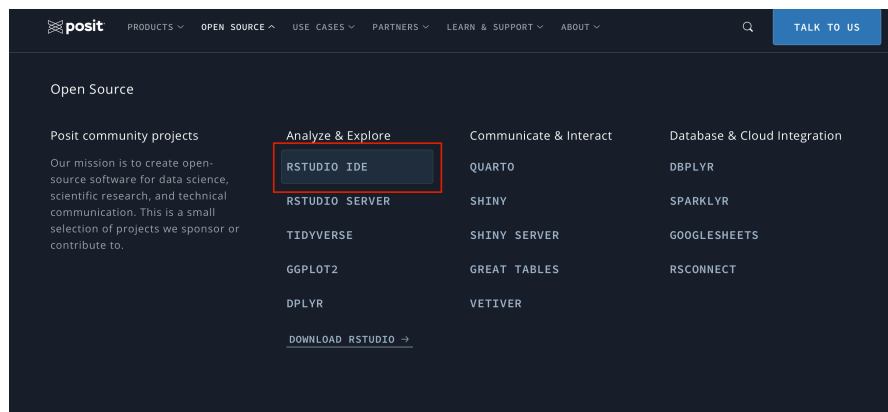 posit PRODUCTS OPEN SOURCE USE CASES PARTNERS LEARN & SUPPORT ABOUT TALK TO US
Open Source
Posit community projects
Our mission is to create open-
source software for data science,
scientific research, and technical
communication. This is a small
selection of projects we sponsor or
contribute to.
Analyze & Explore
RSTUDIO IDE
RSTUDIO SERVER
TIDYVERSE
GGPLOT2
DPLYR
DOWNLOAD RSTUDIO →
Communicate & Interact
QUARTO
SHINY
SHINY SERVER
GREAT TABLES
VETIVER
Database & Cloud Integration
DBPLYR
SPARKLYR
GOOGLESHEETS
RSCONNECT